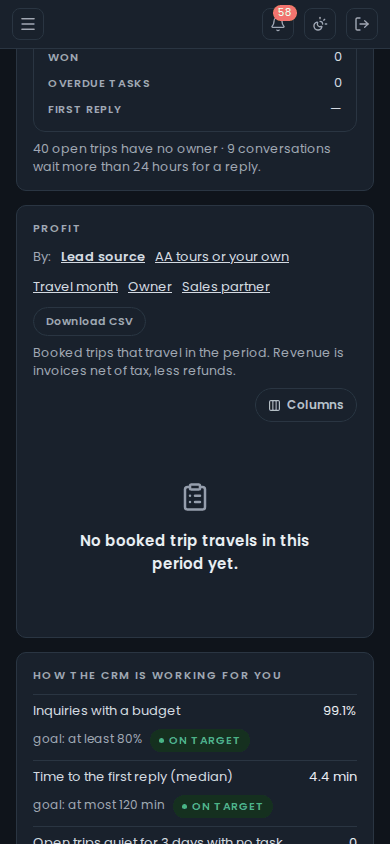 58
WON 0
OVERDUE TASKS 0
FIRST REPLY —
40 open trips have no owner · 9 conversations
wait more than 24 hours for a reply.
PROFIT
By: Lead source AA tours or your own
Travel month Owner Sales partner
Download CSV
Booked trips that travel in the period. Revenue is
invoices net of tax, less refunds.
Columns
No booked trip travels in this
period yet.
HOW THE CRM IS WORKING FOR YOU
Inquiries with a budget 99.1%
goal: at least 80% ON TARGET
Time to the first reply (median) 4.4 min
goal: at most 120 min ON TARGET
Open trips quiet for 3 days with no task 0